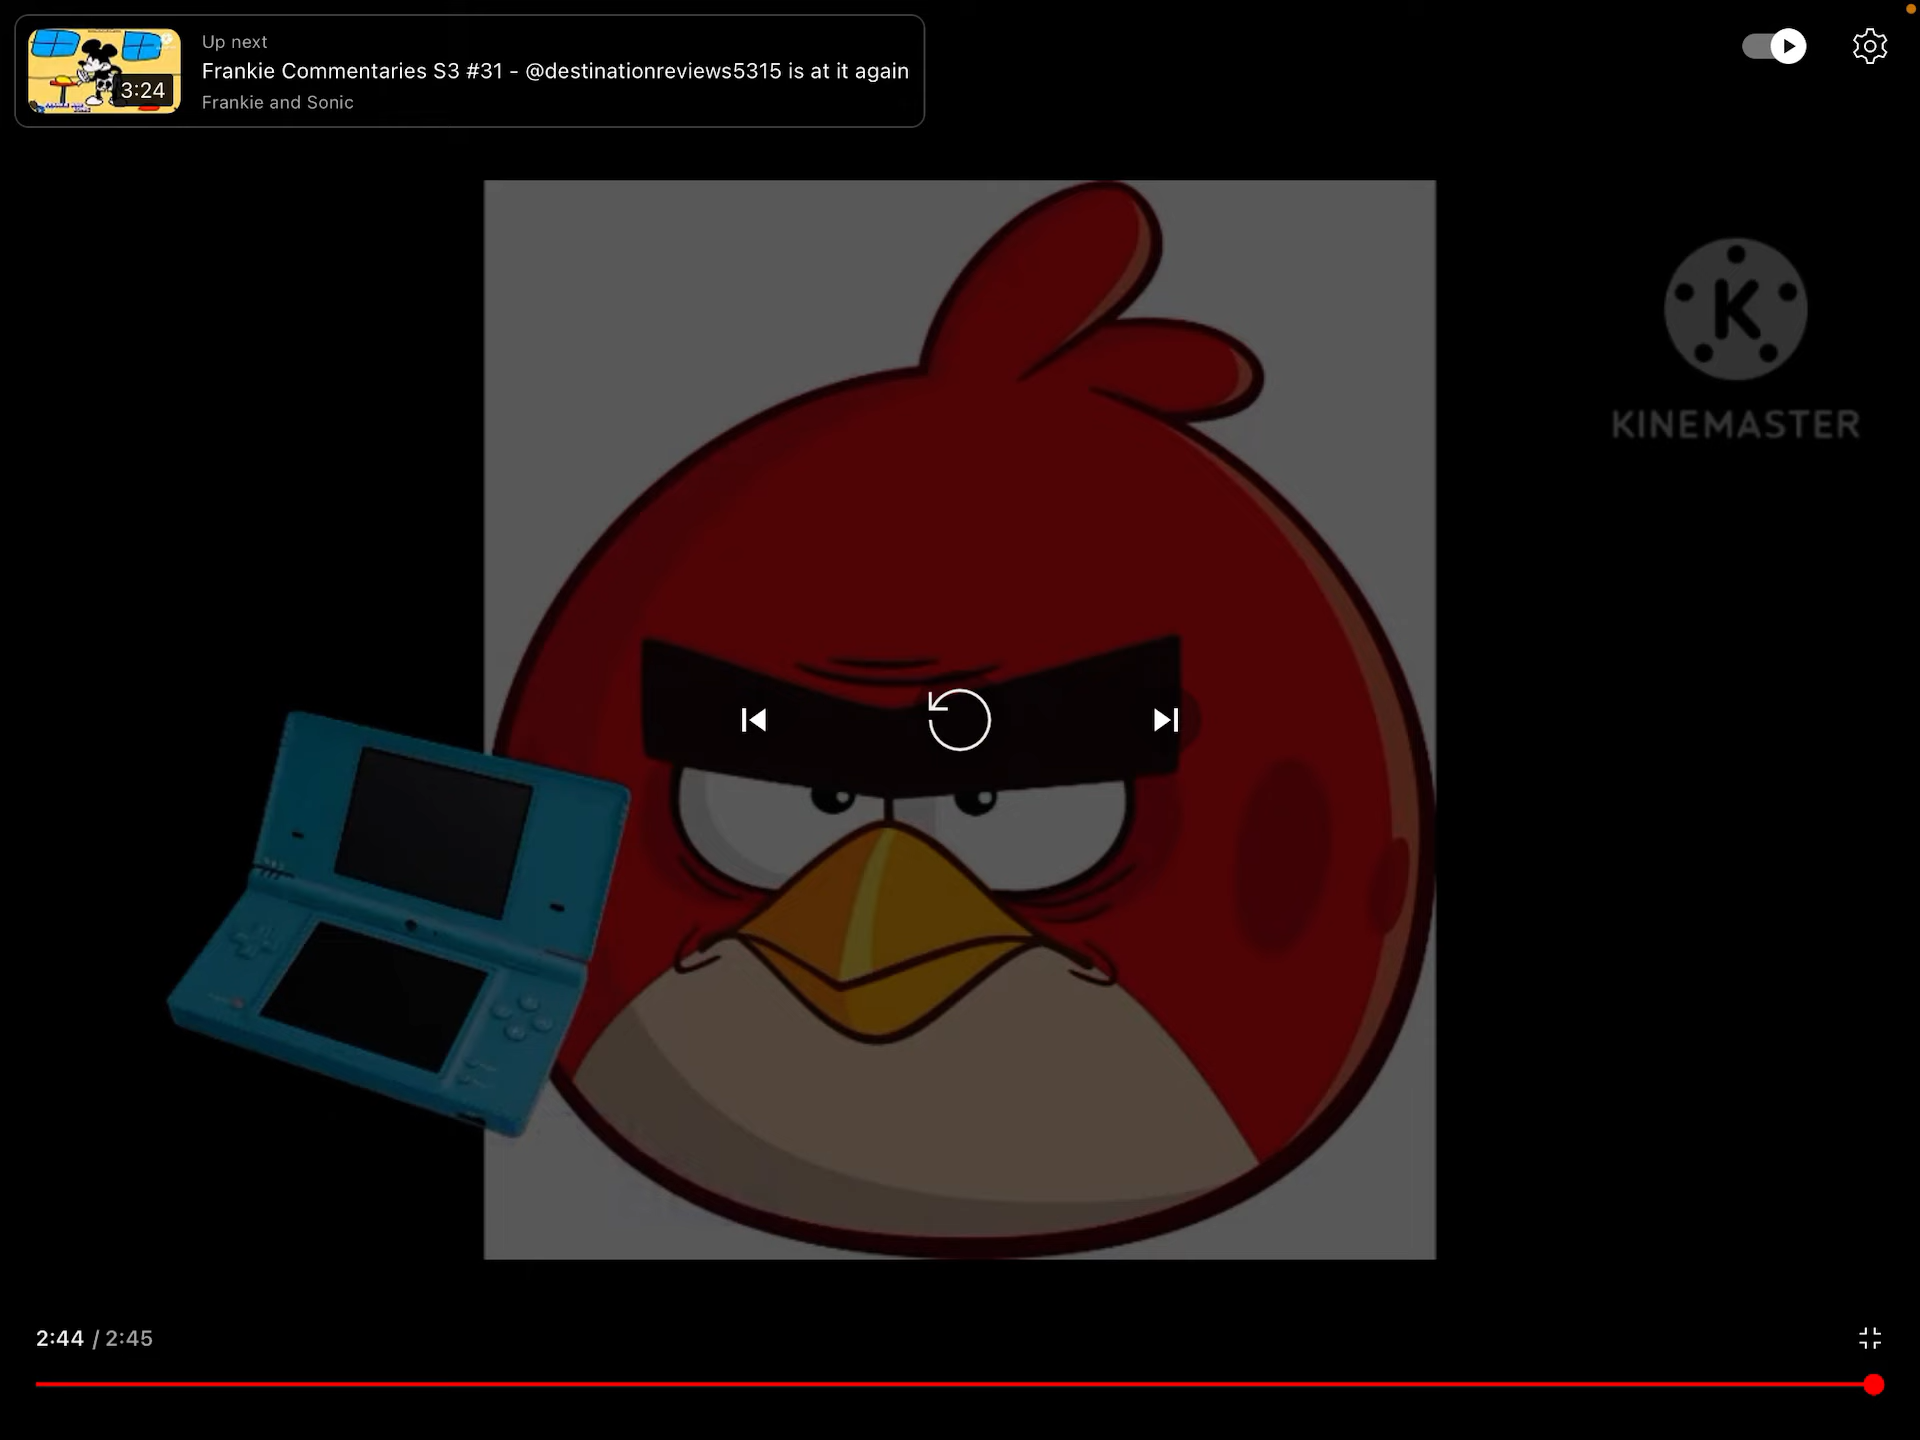 Up next
Frankie Commentaries S3 #31 - @destinationreviews5315 is at it again
3:24
Frankie and Sonic
K
KINEMASTER
2:44 / 2:45